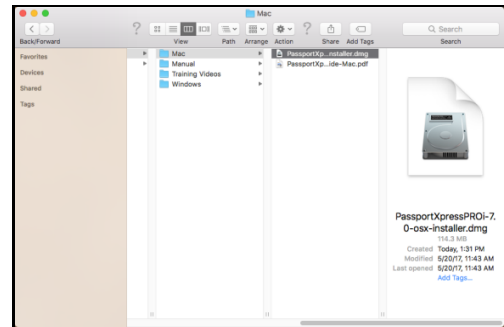 Mac
? ?
Search
Back/Forward View Path Arrange Action Share Add Tags Search
Favorites
Devices
Shared
Tags
Mac
Manual
Training Videos
Windows
PassportXp...nstaller.dmg
PassportXp...ide-Mac.pdf
PassportXpressPROi-7.
0-osx-installer.dmg
114.3 MB
Created Today, 1:31 PM
Modified 5/20/17, 11:43 AM
Last opened 5/20/17, 11:43 AM
Add Tags...